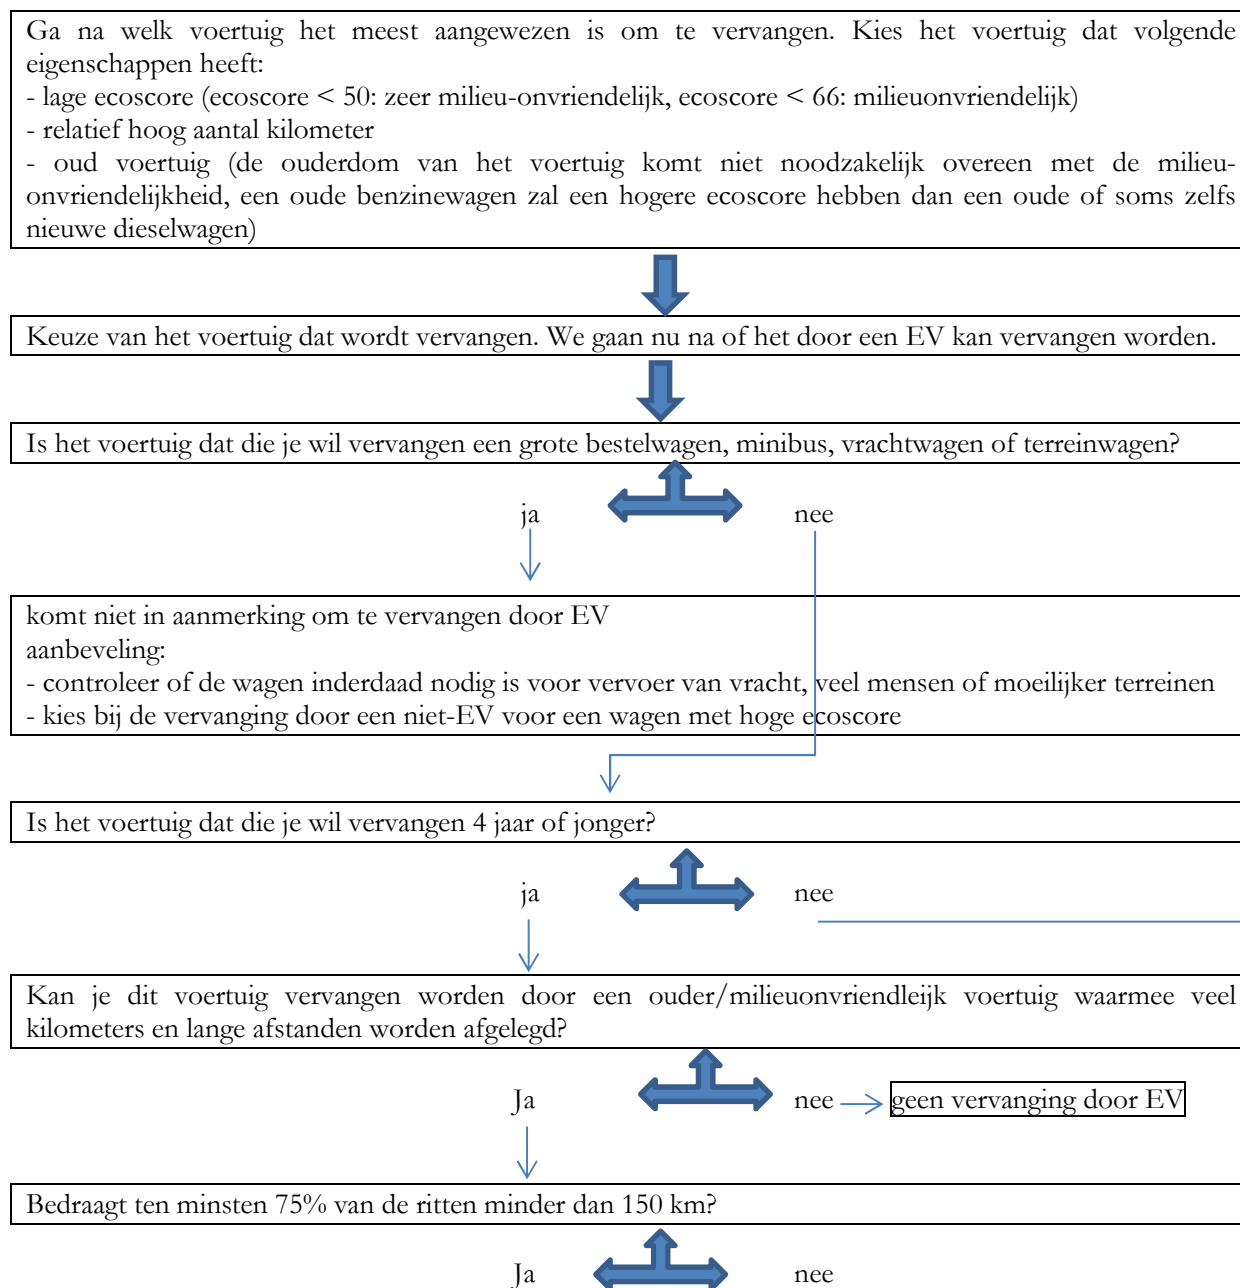 Ga na welk voertuig het meest aangewezen is om te vervangen. Kies het voertuig dat volgende
eigenschappen heeft:
- lage ecoscore (ecoscore < 50: zeer milieu-onvriendelijk, ecoscore < 66: milieuonvriendelijk)
- relatief hoog aantal kilometer
- oud voertuig (de ouderdom van het voertuig komt niet noodzakelijk overeen met de milieu-
onvriendelijkheid, een oude benzinewagen zal een hogere ecoscore hebben dan een oude of soms zelfs
nieuwe dieselwagen)
Keuze van het voertuig dat wordt vervangen. We gaan nu na of het door een EV kan vervangen worden.
Is het voertuig dat die je wil vervangen een grote bestelwagen, minibus, vrachtwagen of terreinwagen?
ja nee
komt niet in aanmerking om te vervangen door EV
aanbeveling:
- controleer of de wagen inderdaad nodig is voor vervoer van vracht, veel mensen of moeilijker terreinen
- kies bij de vervanging door een niet-EV voor een wagen met hoge ecoscore
Is het voertuig dat die je wil vervangen 4 jaar of jonger?
ja nee
Kan je dit voertuig vervangen worden door een ouder/milieuonvriendleijk voertuig waarmee veel
kilometers en lange afstanden worden afgelegd?
Ja nee geen vervanging door EV
Bedraagt ten minsten 75% van de ritten minder dan 150 km?
Ja nee